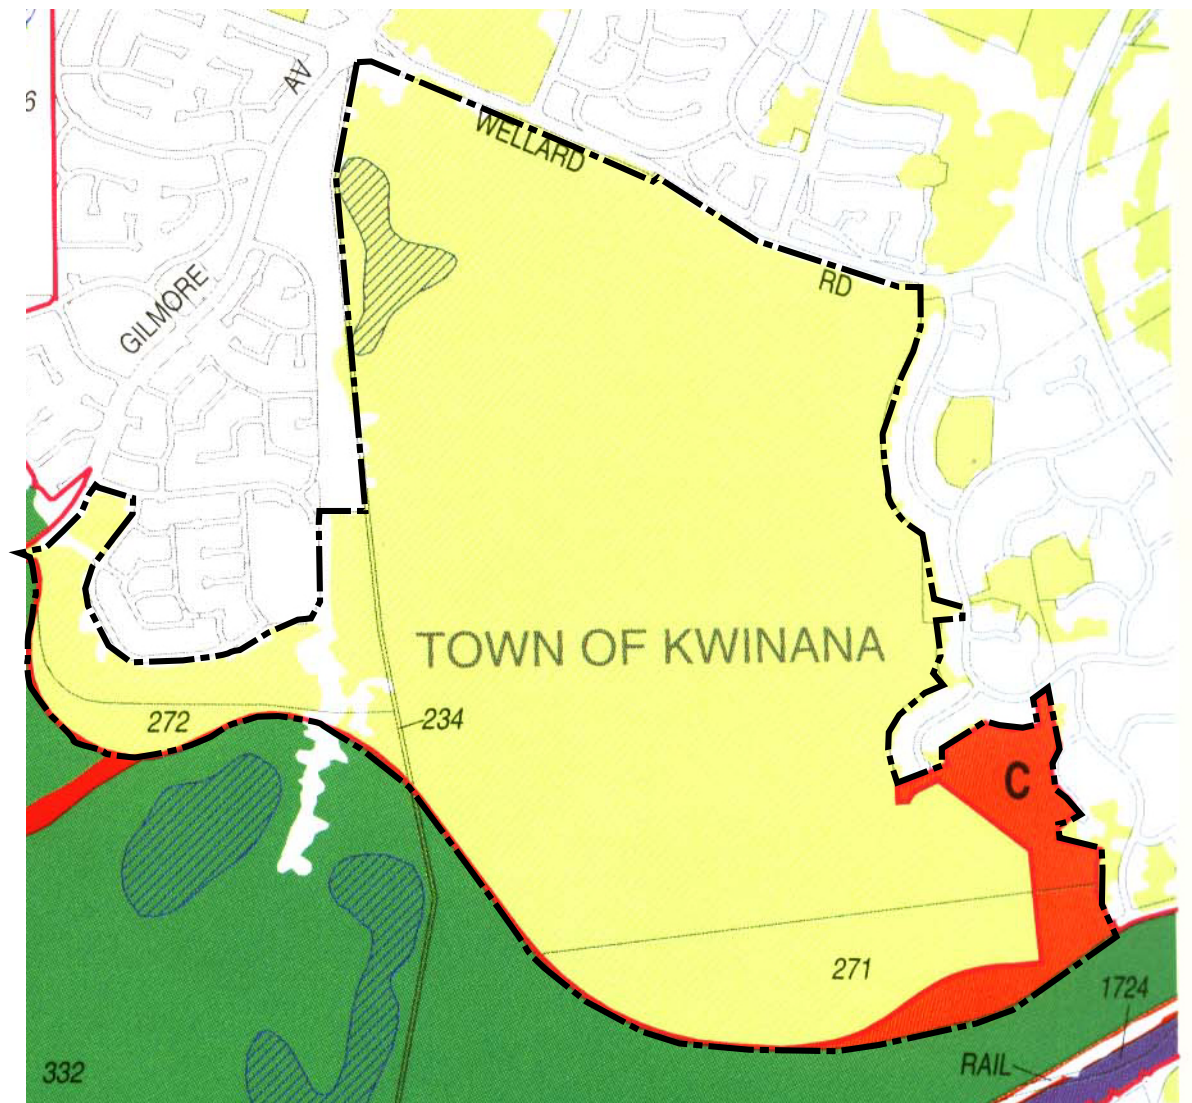 AV
6
WELLARD
GILMORE
RD
TOWN OF KWINANA
272
234
C
271
1724
RAIL
332